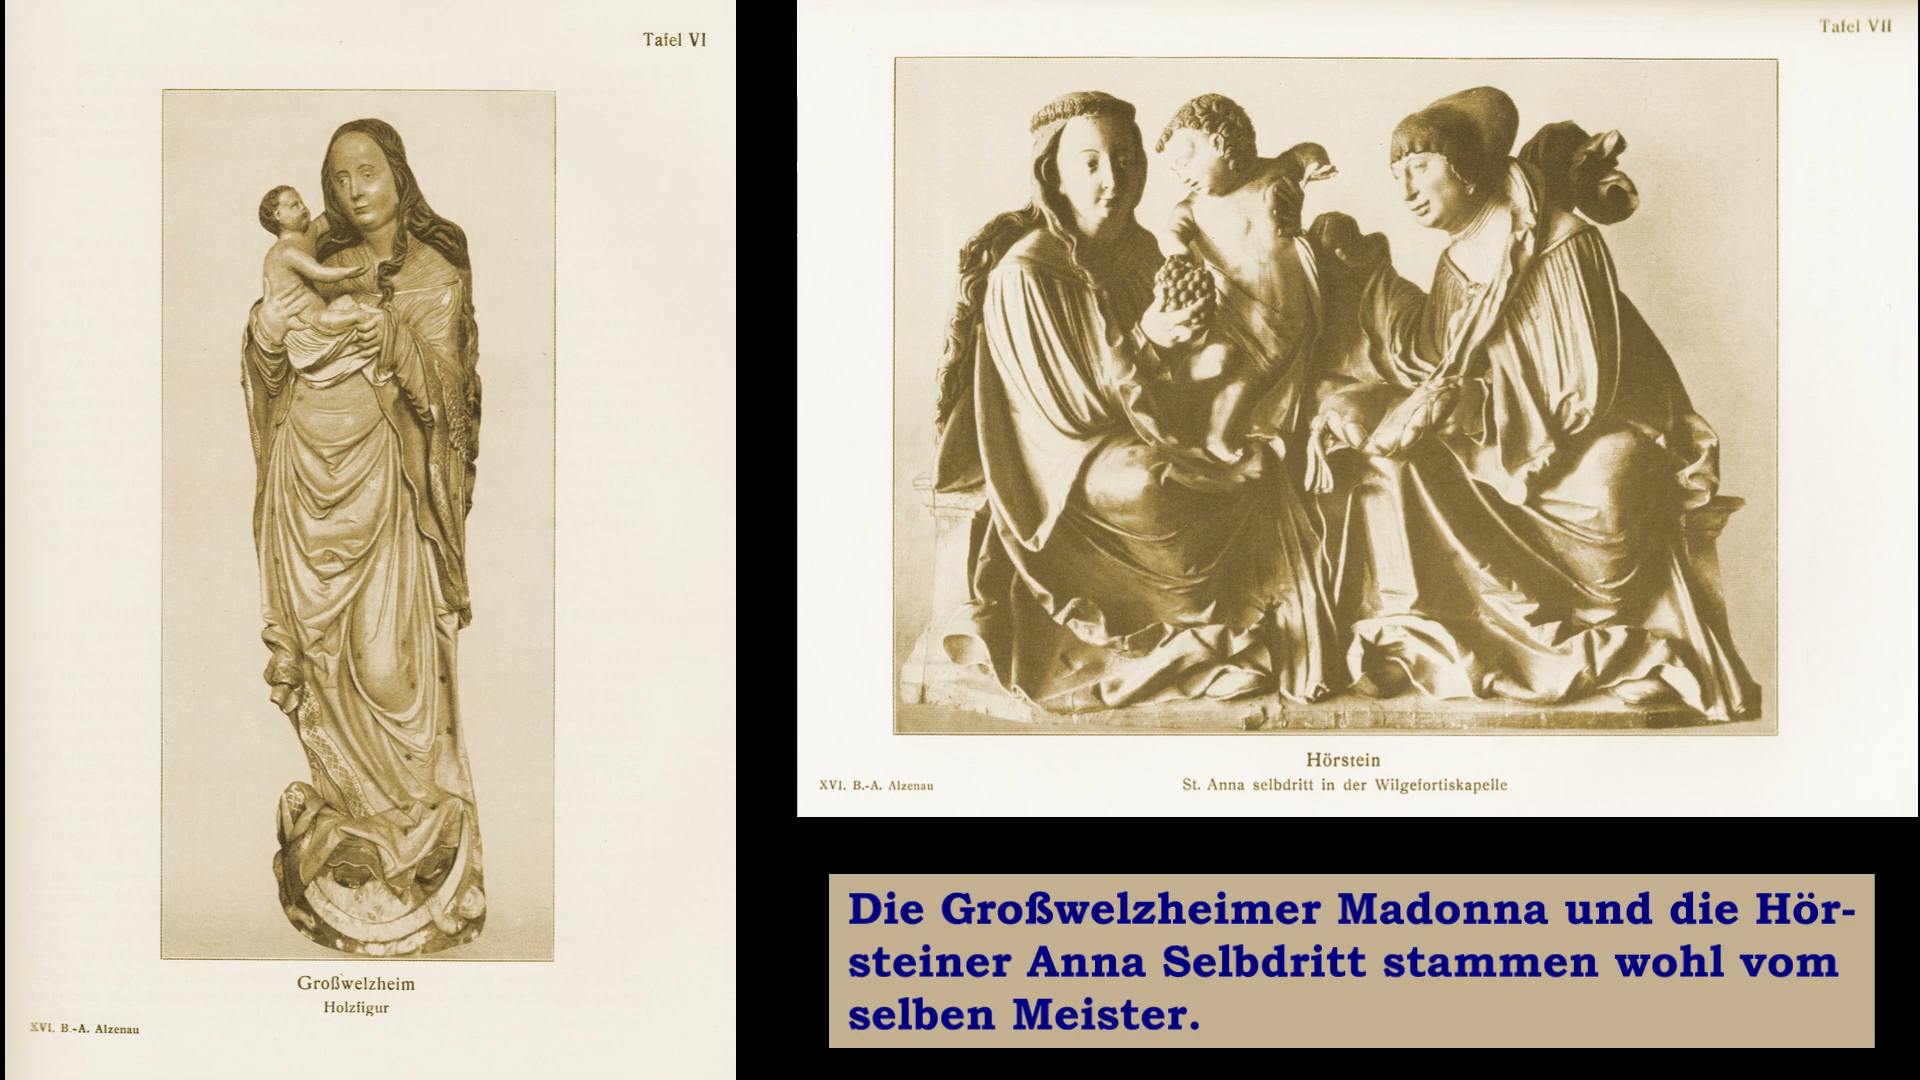 Tafel VI
Großwelzheim
Holzfigur
XVI. B.-A. Alzenau
Tafel VII
Hörstein
St. Anna selbdritt in der Wilgefortiskapelle
XVI. B.-A. Alzenau
Die Großwelzheimer Madonna und die Hör-
steiner Anna Selbdritt stammen wohl vom
selben Meister.